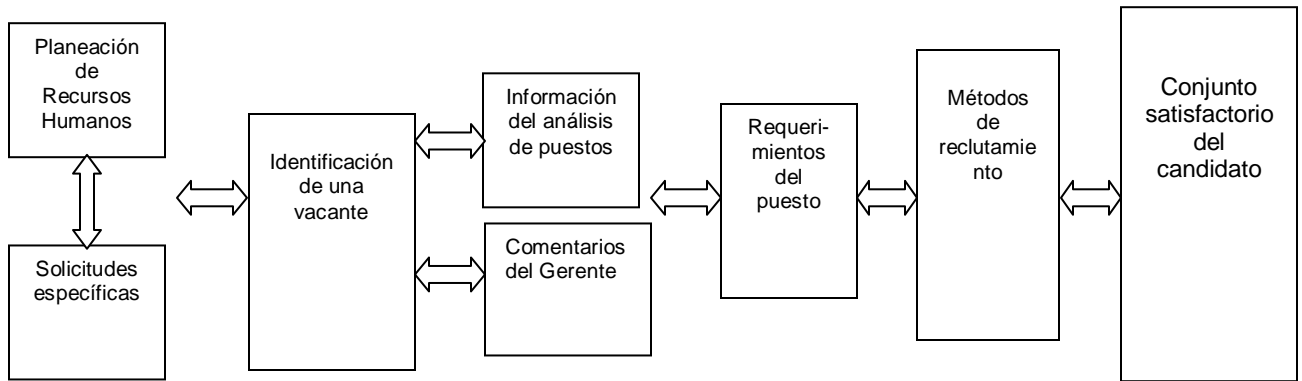 Planeación
de
Recursos
Humanos
Solicitudes
específicas
Identificación
de una
vacante
Información
del análisis
de puestos
Comentarios
del Gerente
Requeri-
mientos
del
puesto
Métodos
de
reclutamie
nto
Conjunto
satisfactorio
del
candidato